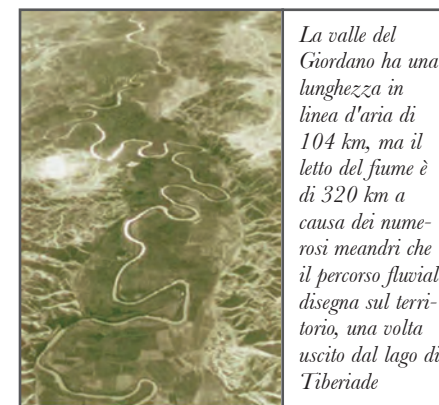 La valle del
Giordano ha una
lunghezza in
linea d'aria di
104 km, ma il
letto del fiume è
di 320 km a
causa dei nume-
rosi meandri che
il percorso fluvial
disegna sul terri-
torio, una volta
uscito dal lago di
Tiberiade